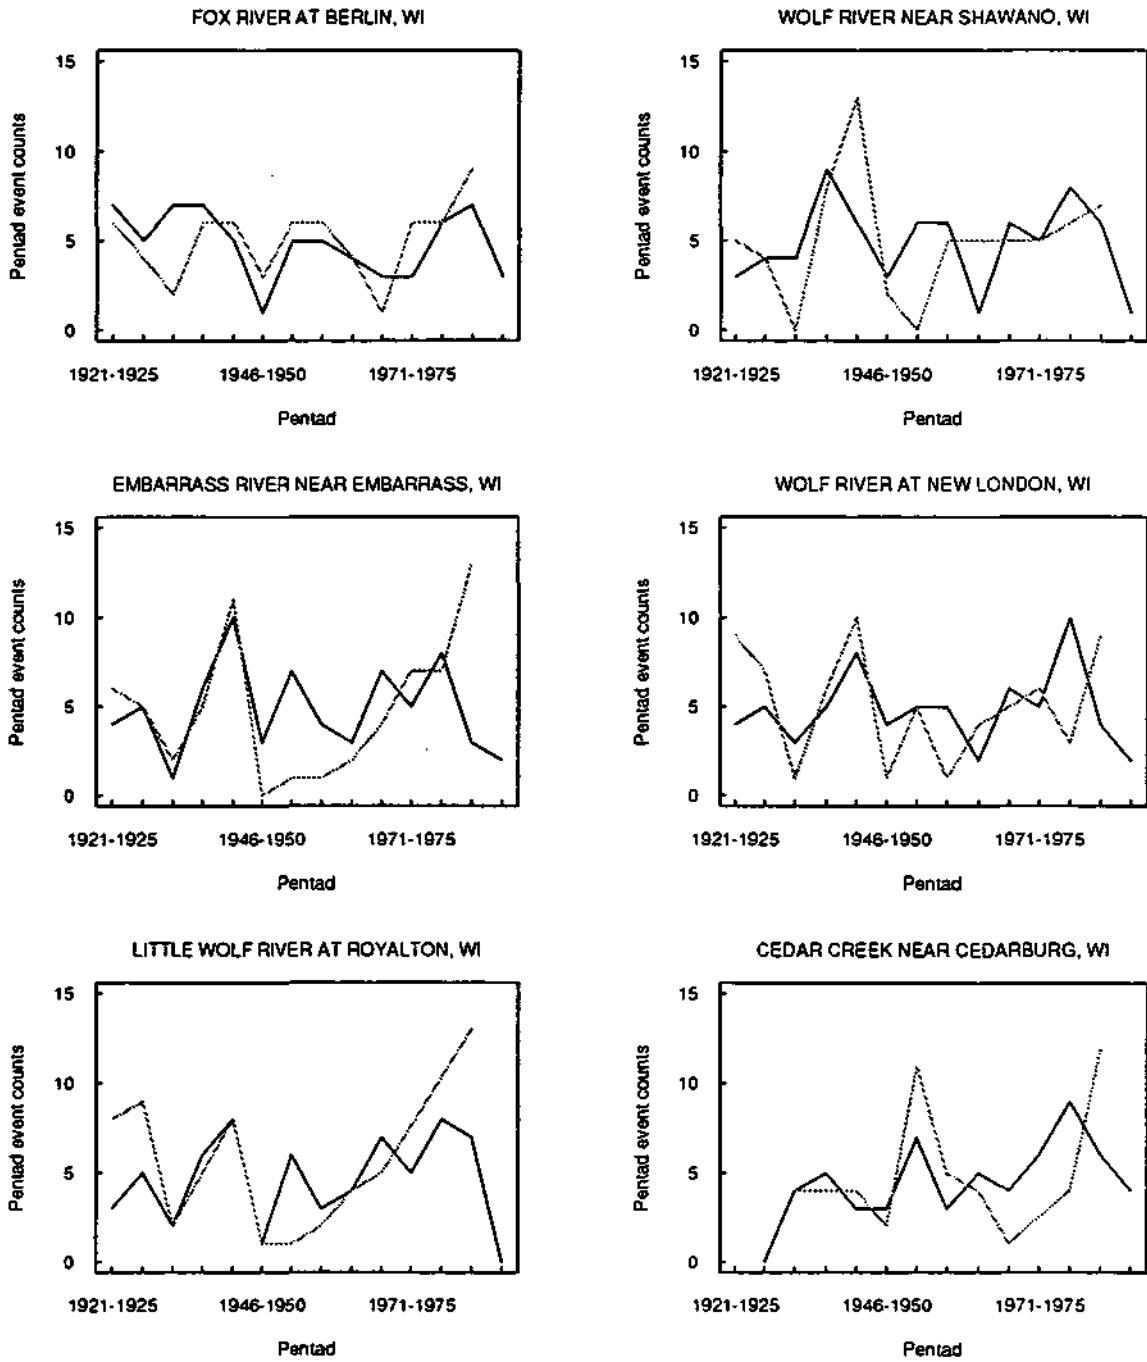 FOX RIVER AT BERLIN, WI
15
10
5
0
Pentad event counts
1921-1925 1946-1950 1971-1975
Pentad
WOLF RIVER NEAR SHAWANO, WI
15
10
5
0
Pentad event counts
1921-1925 1946-1950 1971-1975
Pentad
EMBARRASS RIVER NEAR EMBARRASS, WI
15
10
5
0
Pentad event counts
1921-1925 1946-1950 1971-1975
Pentad
WOLF RIVER AT NEW LONDON, WI
15
10
5
0
Pentad event counts
1921-1925 1946-1950 1971-1975
Pentad
LITTLE WOLF RIVER AT ROYALTON, WI
15
10
5
0
Pentad event counts
1921-1925 1946-1950 1971-1975
Pentad
CEDAR CREEK NEAR CEDARBURG, WI
15
10
5
0
Pentad event counts
1921-1925 1946-1950 1971-1975
Pentad